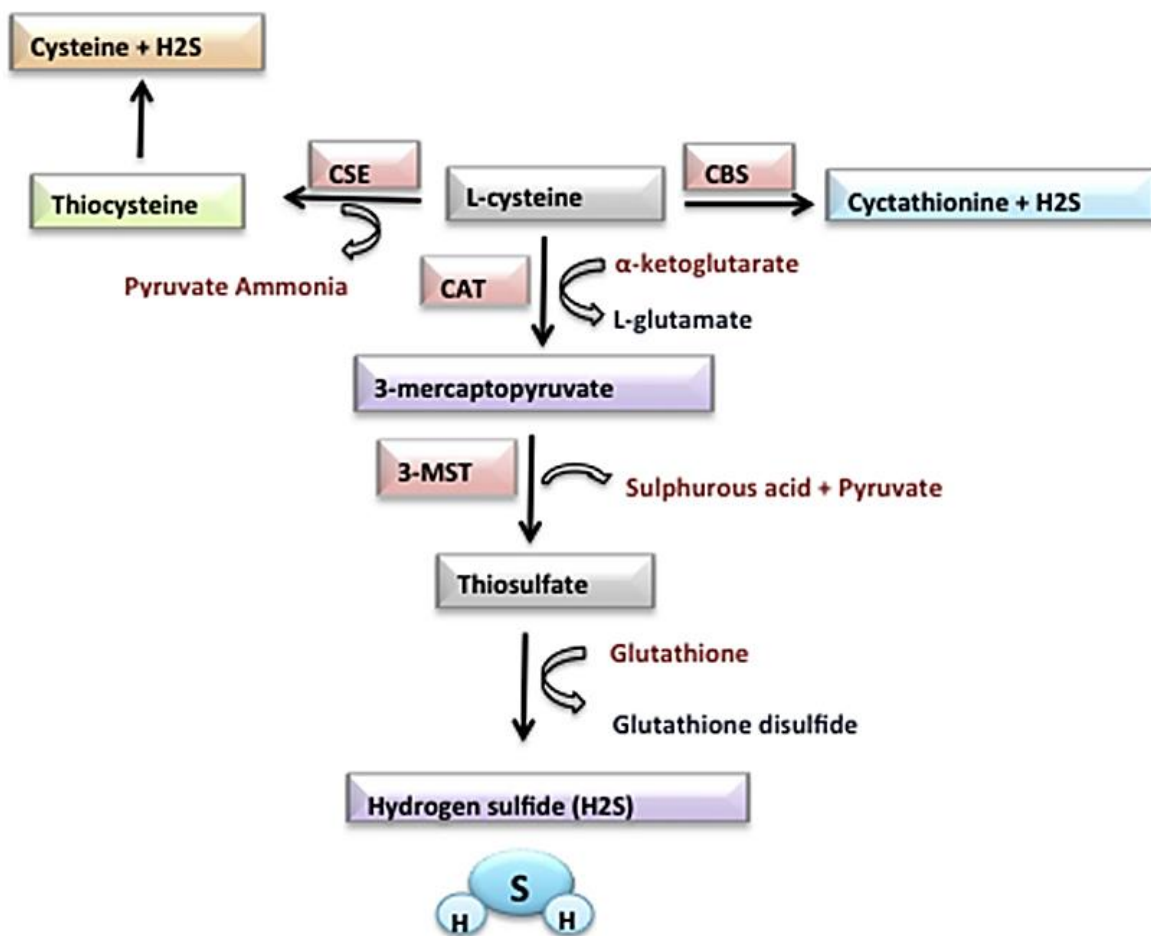 Cysteine + H2S
CSE
CBS
Thiocysteine
L-cysteine
Cyctathionine + H2S
Pyruvate Ammonia
CAT
α-ketoglutarate
L-glutamate
3-mercaptopyruvate
3-MST
Sulphurous acid + Pyruvate
Thiosulfate
Glutathione
Glutathione disulfide
Hydrogen sulfide (H2S)
S
H H